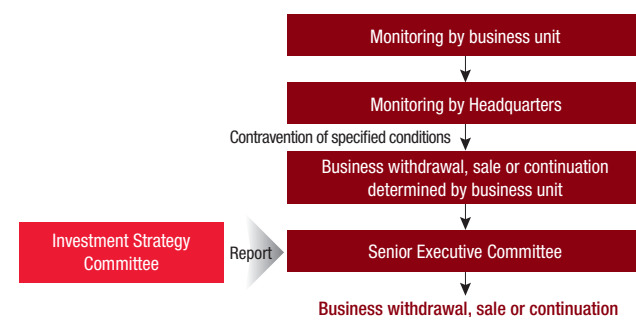 Monitoring by business unit
Monitoring by Headquarters
Contravention of specified conditions
Business withdrawal, sale or continuation
determined by business unit
Investment Strategy
Committee
Report
Senior Executive Committee
Business withdrawal, sale or continuation